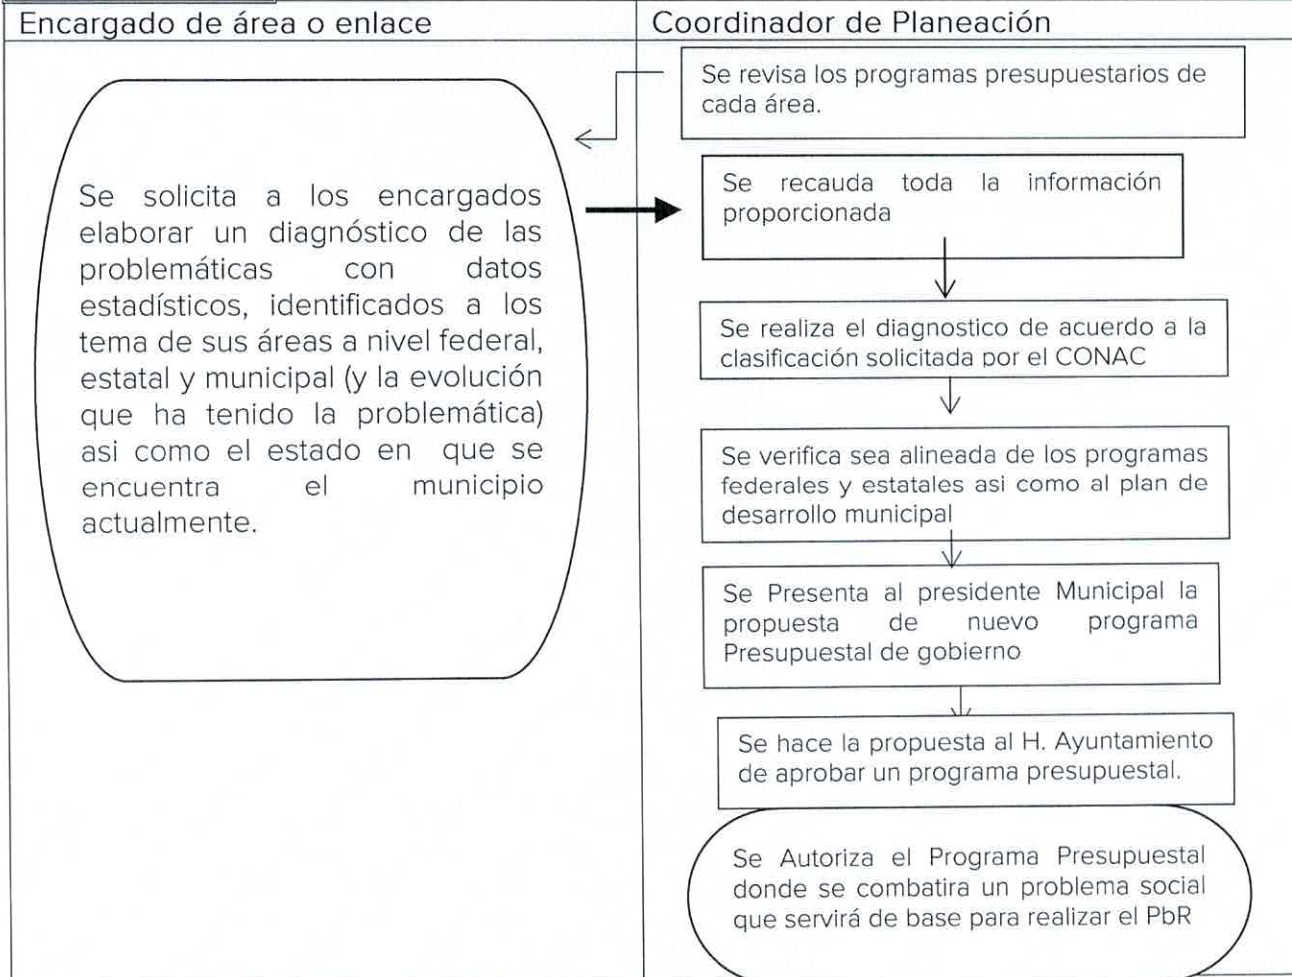 Encargado de área o enlace
Coordinador de Planeación
Se revisa los programas presupuestarios de
cada área.
Se solicita a los encargados
elaborar un diagnóstico de las
problemáticas con datos
estadísticos, identificados a los
tema de sus áreas a nivel federal,
estatal y municipal (y la evolución
que ha tenido la problemática)
asi como el estado en que se
encuentra el municipio
actualmente.
Se recauda toda la información
proporcionada
Se realiza el diagnostico de acuerdo a la
clasificación solicitada por el CONAC
Se verifica sea alineada de los programas
federales y estatales asi como al plan de
desarrollo municipal
Se Presenta al presidente Municipal la
propuesta de nuevo programa
Presupuestal de gobierno
Se hace la propuesta al H. Ayuntamiento
de aprobar un programa presupuestal.
Se Autoriza el Programa Presupuestal
donde se combatira un problema social
que servirá de base para realizar el PbR